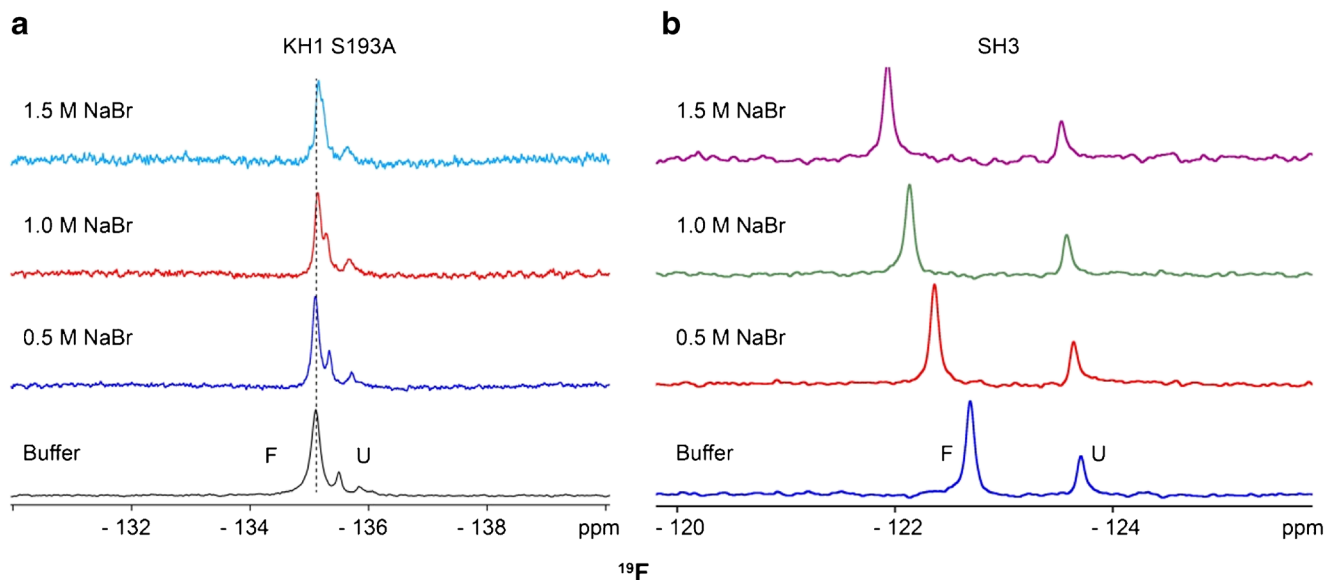 a
KH1 S193A
1.5 M NaBr
1.0 M NaBr
0.5 M NaBr
Buffer
F
U
- 132
- 134
- 136
- 138
ppm
b
SH3
1.5 M NaBr
1.0 M NaBr
0.5 M NaBr
Buffer
F
U
- 120
- 122
- 124
ppm
¹⁹F